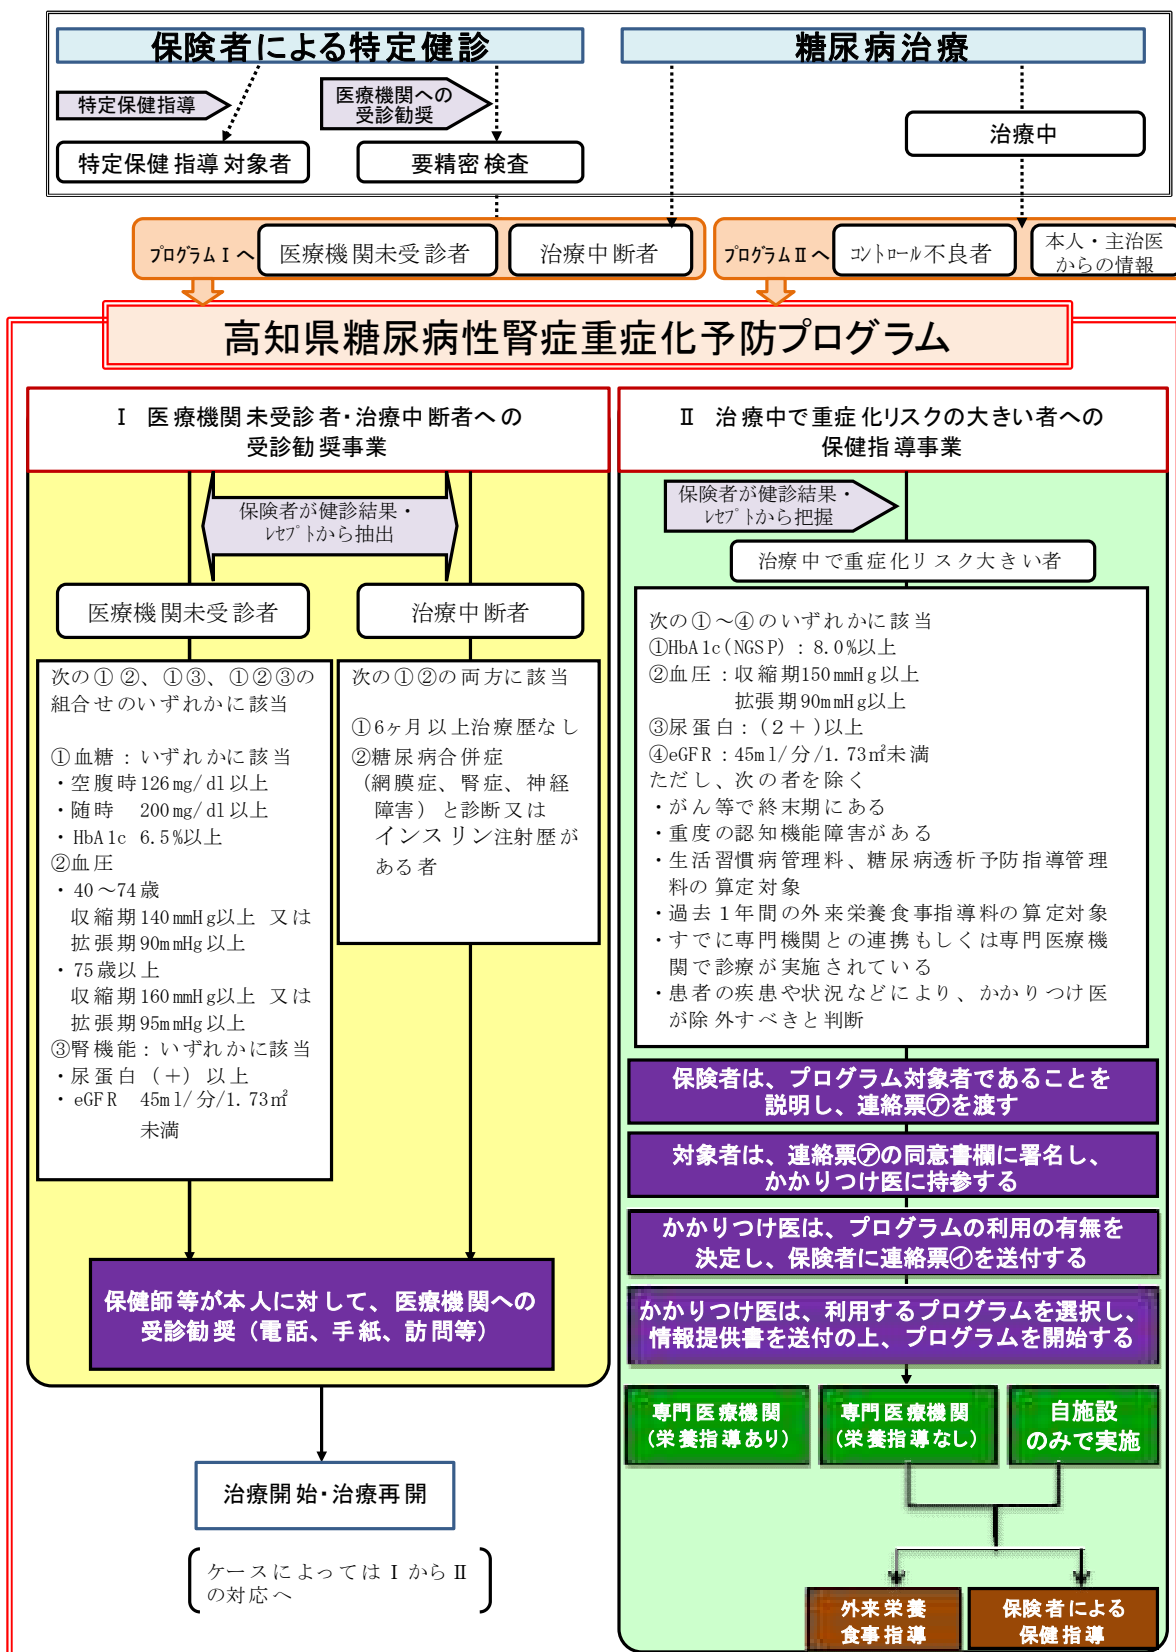 保険者による特定健診
糖尿病治療
特定保健指導
医療機関への
受診勧奨
治療中
特定保健指導対象者
要精密検査
プログラムⅠへ
医療機関未受診者
治療中断者
プログラムⅡへ
コントロール不良者
本人・主治医
からの情報
高知県糖尿病性腎症重症化予防プログラム
Ⅰ 医療機関未受診者・治療中断者への
受診勧奨事業
保険者が健診結果・
レセプトから抽出
医療機関未受診者
治療中断者
次の①②、①③、①②③の
組合せのいずれかに該当
①血糖：いずれかに該当
・空腹時126mg/dl以上
・随時 200mg/dl以上
・HbA1c 6.5%以上
②血圧
・40～74歳
収縮期140mmHg以上 又は
拡張期90mmHg以上
・75歳以上
収縮期160mmHg以上 又は
拡張期95mmHg以上
③腎機能：いずれかに該当
・尿蛋白（＋）以上
・eGFR 45ml/分/1.73㎡
未満
次の①②の両方に該当
①6ヶ月以上治療歴なし
②糖尿病合併症
(網膜症、腎症、神経
障害）と診断又は
インスリン注射歴が
ある者
保健師等が本人に対して、医療機関への
受診勧奨（電話、手紙、訪問等）
治療開始・治療再開
ケースによってはⅠからⅡ
の対応へ
Ⅱ 治療中で重症化リスクの大きい者への
保健指導事業
保険者が健診結果・
レセプトから把握
治療中で重症化リスク大きい者
次の①～④のいずれかに該当
①HbA1c(NGSP)：8.0%以上
②血圧：収縮期150mmHg以上
拡張期90mmHg以上
③尿蛋白：(２＋)以上
④eGFR：45ml/分/1.73㎡未満
ただし、次の者を除く
・がん等で終末期にある
・重度の認知機能障害がある
・生活習慣病管理料、糖尿病透析予防指導管理
料の算定対象
・過去１年間の外来栄養食事指導料の算定対象
・すでに専門機関との連携もしくは専門医療機
関で診療が実施されている
・患者の疾患や状況などにより、かかりつけ医
が除外すべきと判断
保険者は、プログラム対象者であることを
説明し、連絡票㋐を渡す
対象者は、連絡票㋐の同意書欄に署名し、
かかりつけ医に持参する
かかりつけ医は、プログラムの利用の有無を
決定し、保険者に連絡票㋑を送付する
かかりつけ医は、利用するプログラムを選択し、
情報提供書を送付の上、プログラムを開始する
専門医療機関
（栄養指導あり）
専門医療機関
（栄養指導なし）
自施設
のみで実施
外来栄養
食事指導
保険者による
保健指導